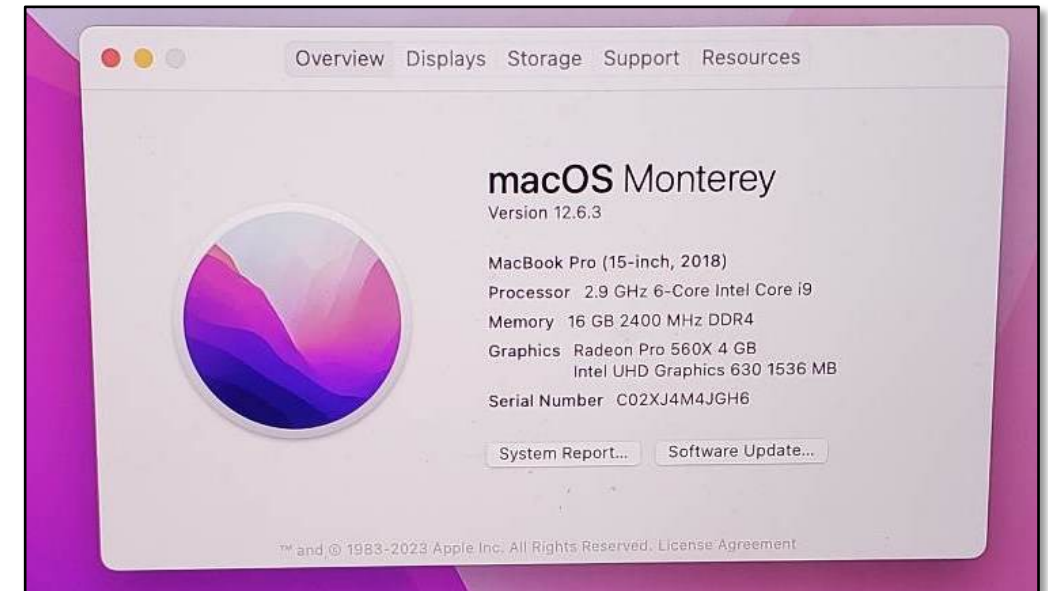 Overview Displays Storage Support Resources
macOS Monterey
Version 12.6.3
MacBook Pro (15-inch, 2018)
Processor 2.9 GHz 6-Core Intel Core i9
Memory 16 GB 2400 MHz DDR4
Graphics Radeon Pro 560X 4 GB
Intel UHD Graphics 630 1536 MB
Serial Number C02XJ4M4JGH6
System Report... Software Update...
™ and © 1983-2023 Apple Inc. All Rights Reserved. License Agreement